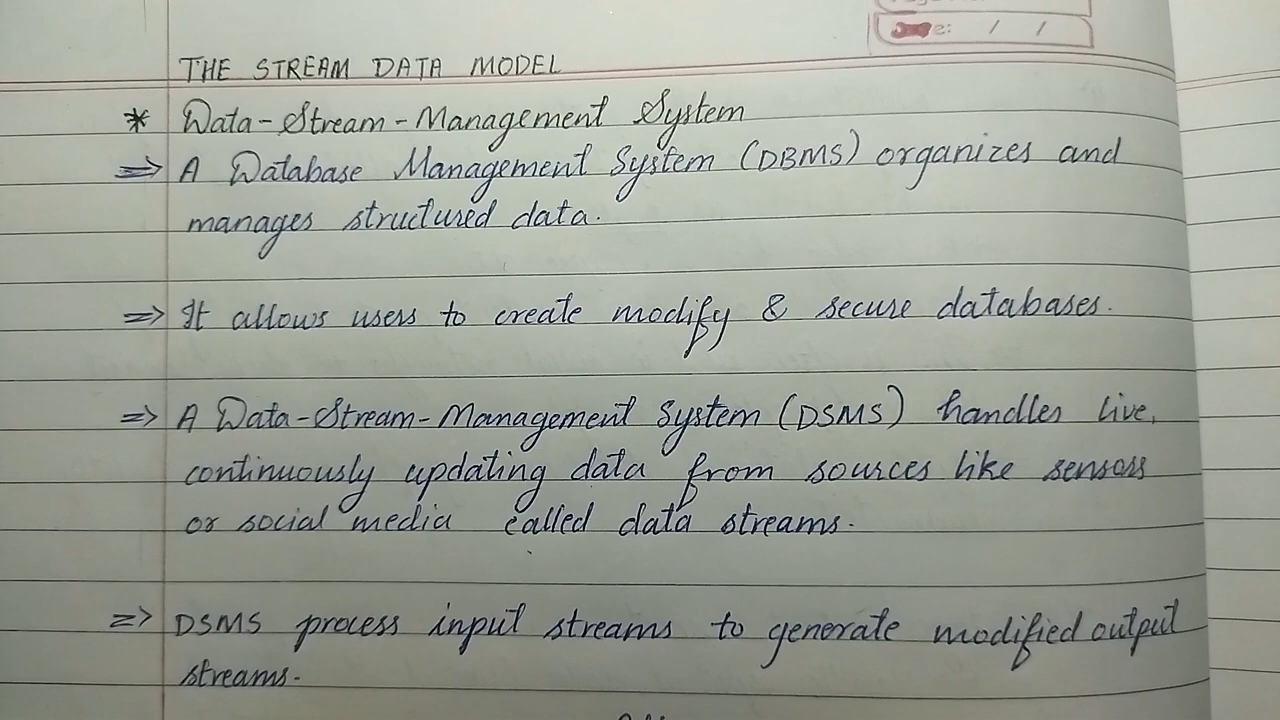 e: / /
THE STREAM DATA MODEL
* Data-Stream-Management System
=> A Database Management System (DBMS) organizes and
manages structured data.
=> It allows users to create modify & secure databases.
=> A Data-Stream-Management System (DSMS) handles live,
continuously updating data from sources like sensors
or social media called data streams.
=> DSMS process input streams to generate modified output
streams.